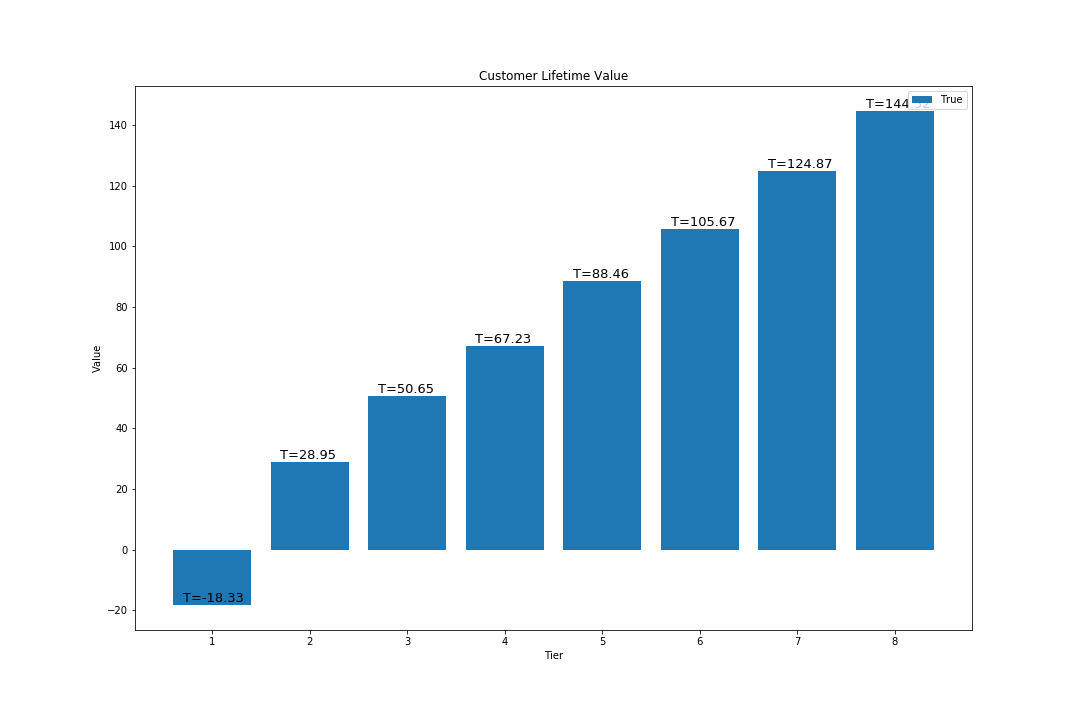 Customer Lifetime Value
True
T=124.87
T=105.67
T=88.46
T=67.23
T=50.65
T=28.95
T=-18.33
140
120
100
80
60
40
20
0
−20
Value
1 2 3 4 5 6 7 8
Tier